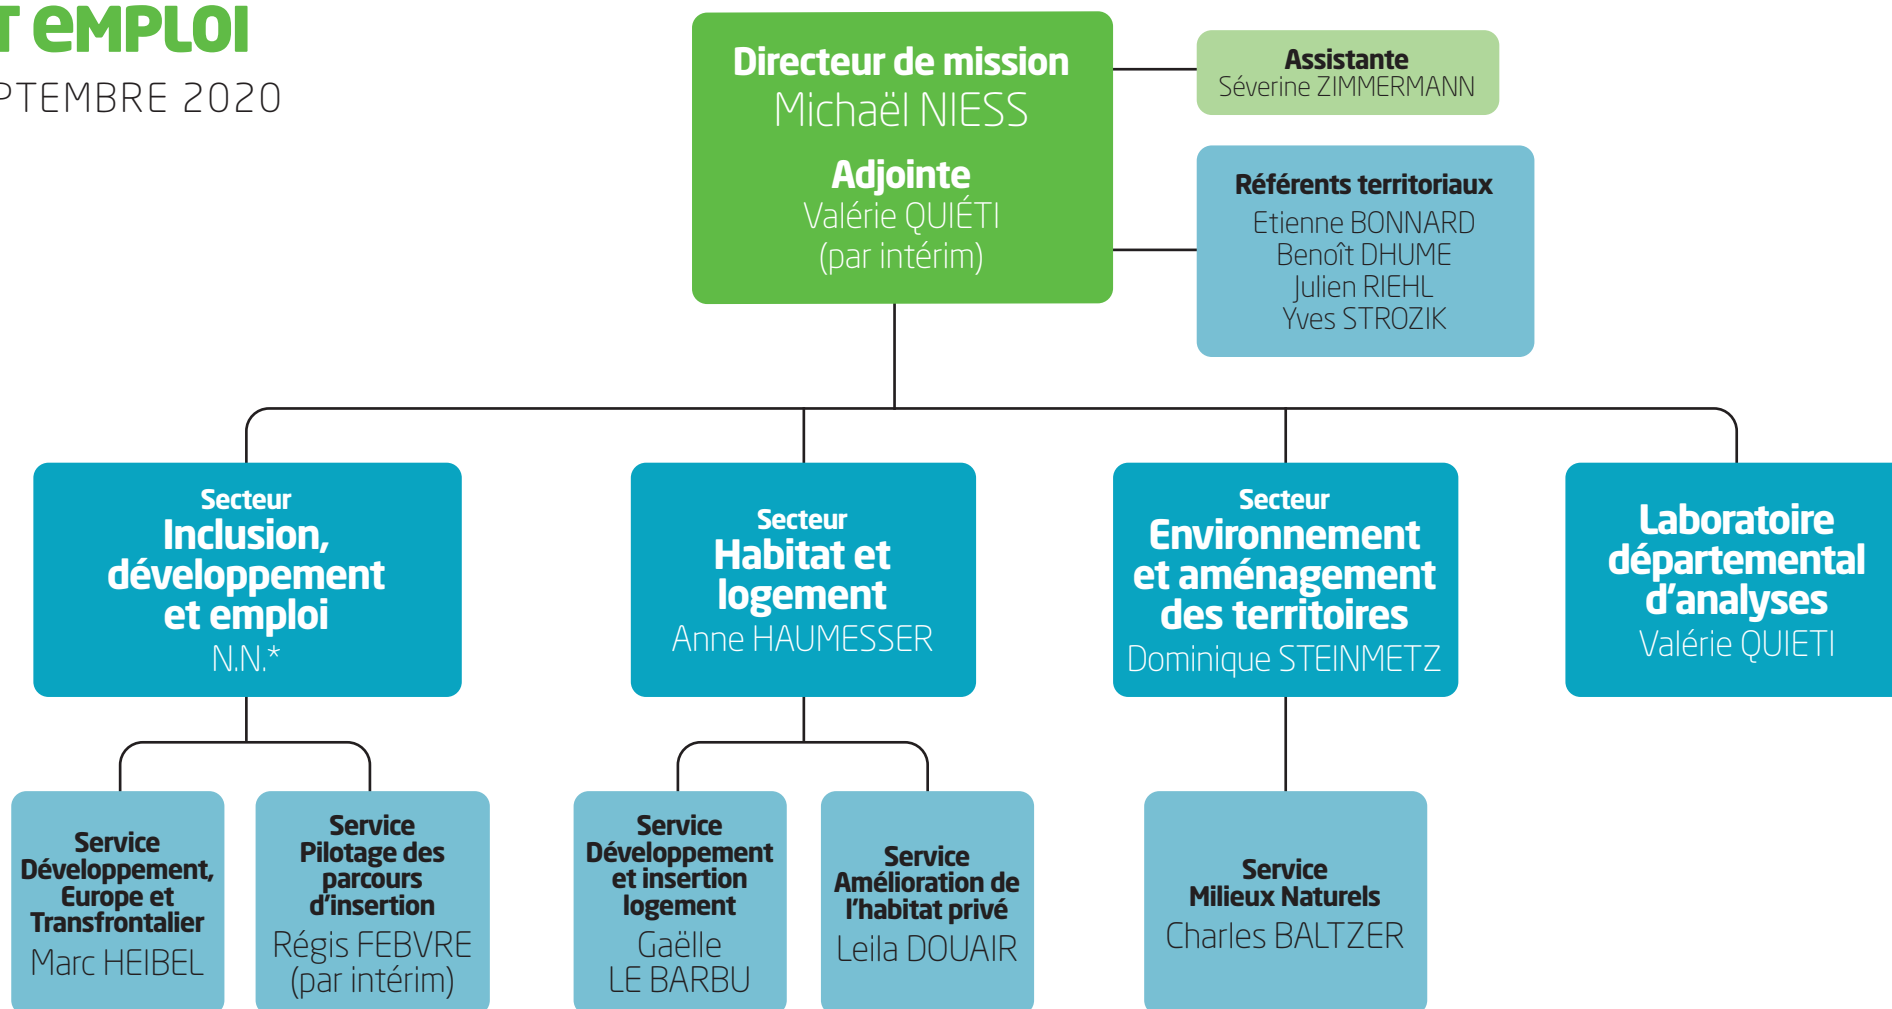 T eMPLOI
PTEMBRE 2020
Directeur de mission
Michaël NIESS
Adjointe
Valérie QUIÉTI
(par intérim)
Assistante
Séverine ZIMMERMANN
Référents territoriaux
Etienne BONNARD
Benoît DHUME
Julien RIEHL
Yves STROZIK
Secteur
Inclusion,
développement
et emploi
N.N.*
Secteur
Habitat et
logement
Anne HAUMESSER
Secteur
Environnement
et aménagement
des territoires
Dominique STEINMETZ
Laboratoire
départemental
d'analyses
Valérie QUIETI
Service
Développement,
Europe et
Transfrontalier
Marc HEIBEL
Service
Pilotage des
parcours
d'insertion
Régis FEBVRE
(par intérim)
Service
Développement
et insertion
logement
Gaëlle
LE BARBU
Service
Amélioration de
l'habitat privé
Leila DOUAIR
Service
Milieux Naturels
Charles BALTZER